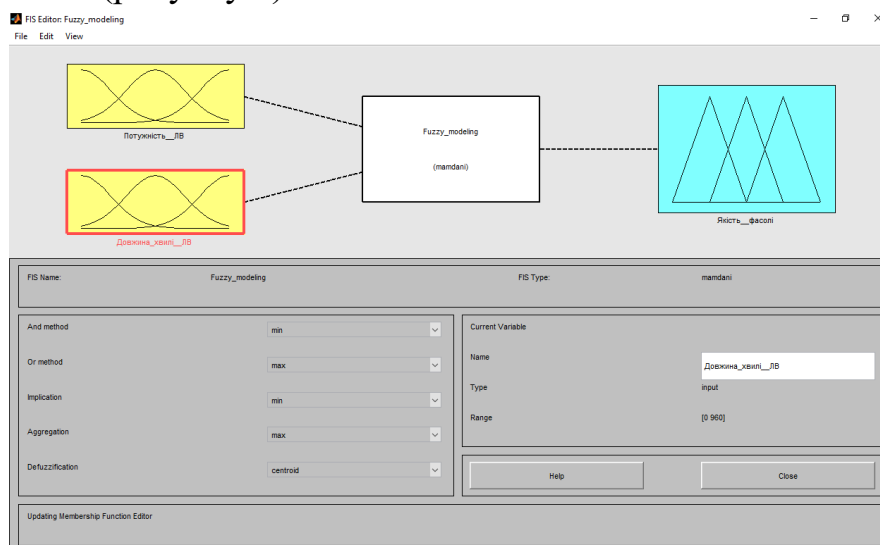 FIS Editor: Fuzzy_modeling
File Edit View
Потужність__ЛВ
Довжина_хвилі__ЛВ
Fuzzy_modeling
(mamdani)
Якість__фасолі
FIS Name: Fuzzy_modeling FIS Type: mamdani
And method min
Or method max
Implication min
Aggregation max
Defuzzification centroid
Current Variable
Name Довжина_хвилі__ЛВ
Type input
Range [0 960]
Help Close
Updating Membership Function Editor